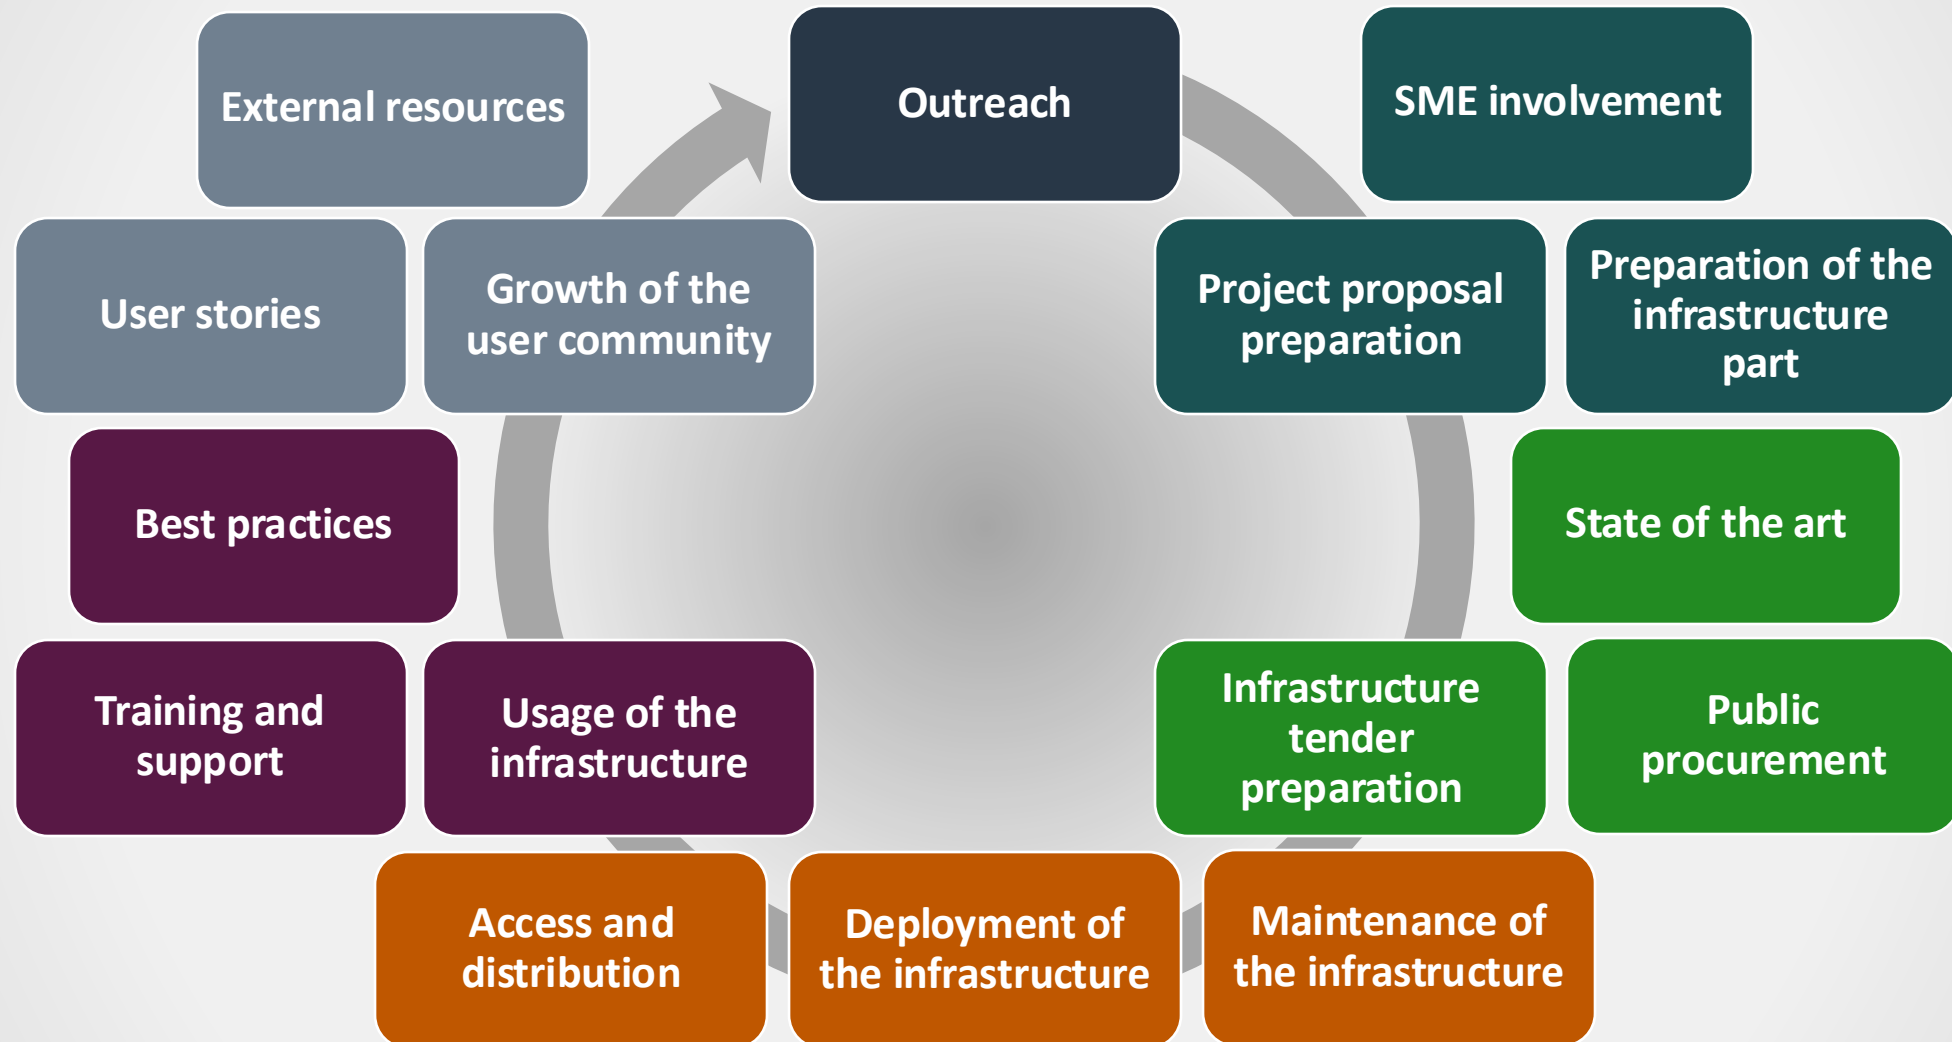 External resources
Outreach
SME involvement
User stories
Growth of the
user community
Project proposal
preparation
Preparation of the
infrastructure
part
Best practices
State of the art
Training and
support
Usage of the
infrastructure
Infrastructure
tender
preparation
Public
procurement
Access and
distribution
Deployment of
the infrastructure
Maintenance of
the infrastructure